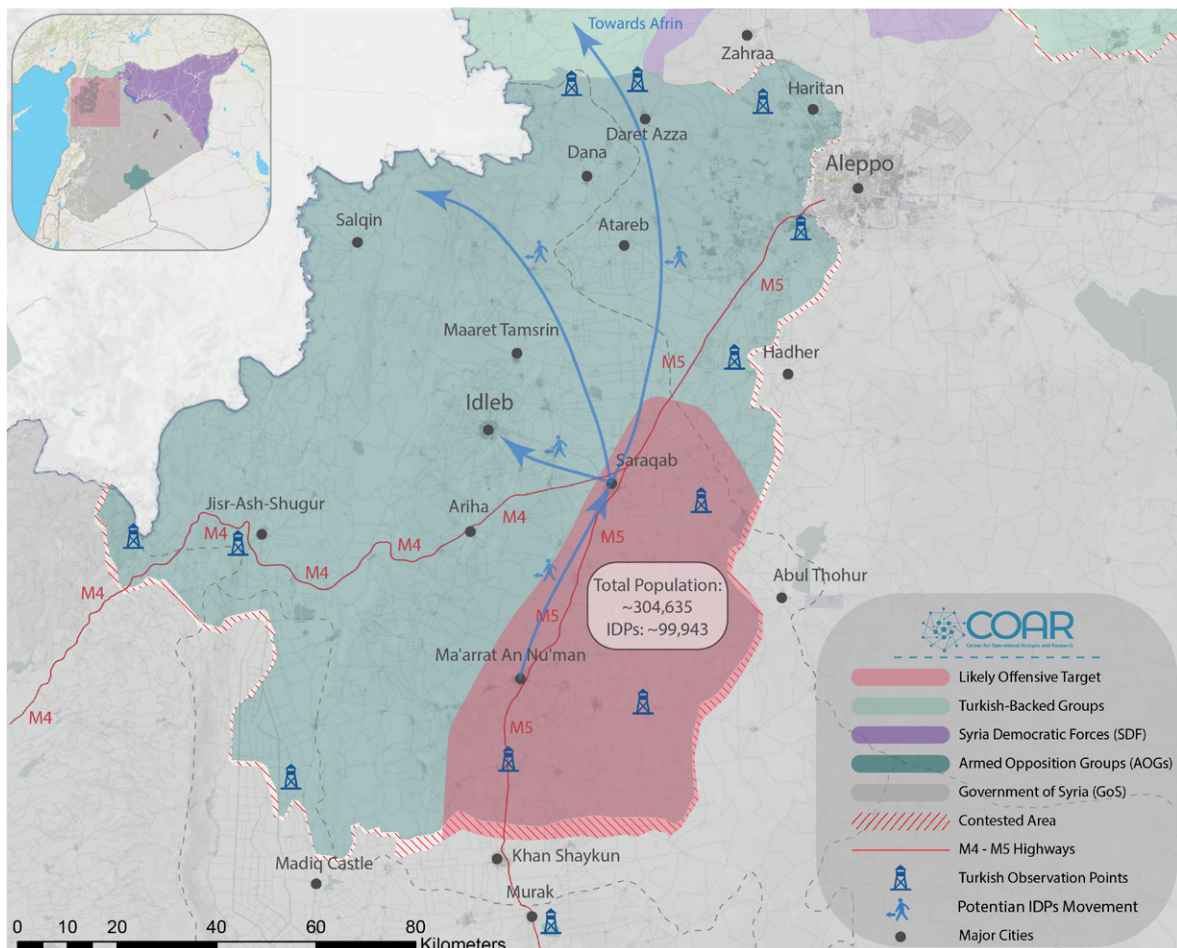 Towards Afrin
Zahraa
Haritan
Daret Azza
Dana
Aleppo
Salqin
Atareb
M5
Maaret Tamsrin
M5
Hadher
Idleb
Saraqab
Jisr-Ash-Shugur
Ariha
M4
M4
M4
M5
M4
M4
Abul Thohur
Total Population:
~304,635
IDPs: ~99,943
M5
Ma'arrat An Nu'man
M4
M5
Khan Shaykun
Madiq Castle
Murak
0 10 20 40 60 80
Kilometers
COAR
Center for Operational Analysis and Research
Likely Offensive Target
Turkish-Backed Groups
Syria Democratic Forces (SDF)
Armed Opposition Groups (AOGs)
Government of Syria (GoS)
Contested Area
M4 - M5 Highways
Turkish Observation Points
Potentian IDPs Movement
Major Cities